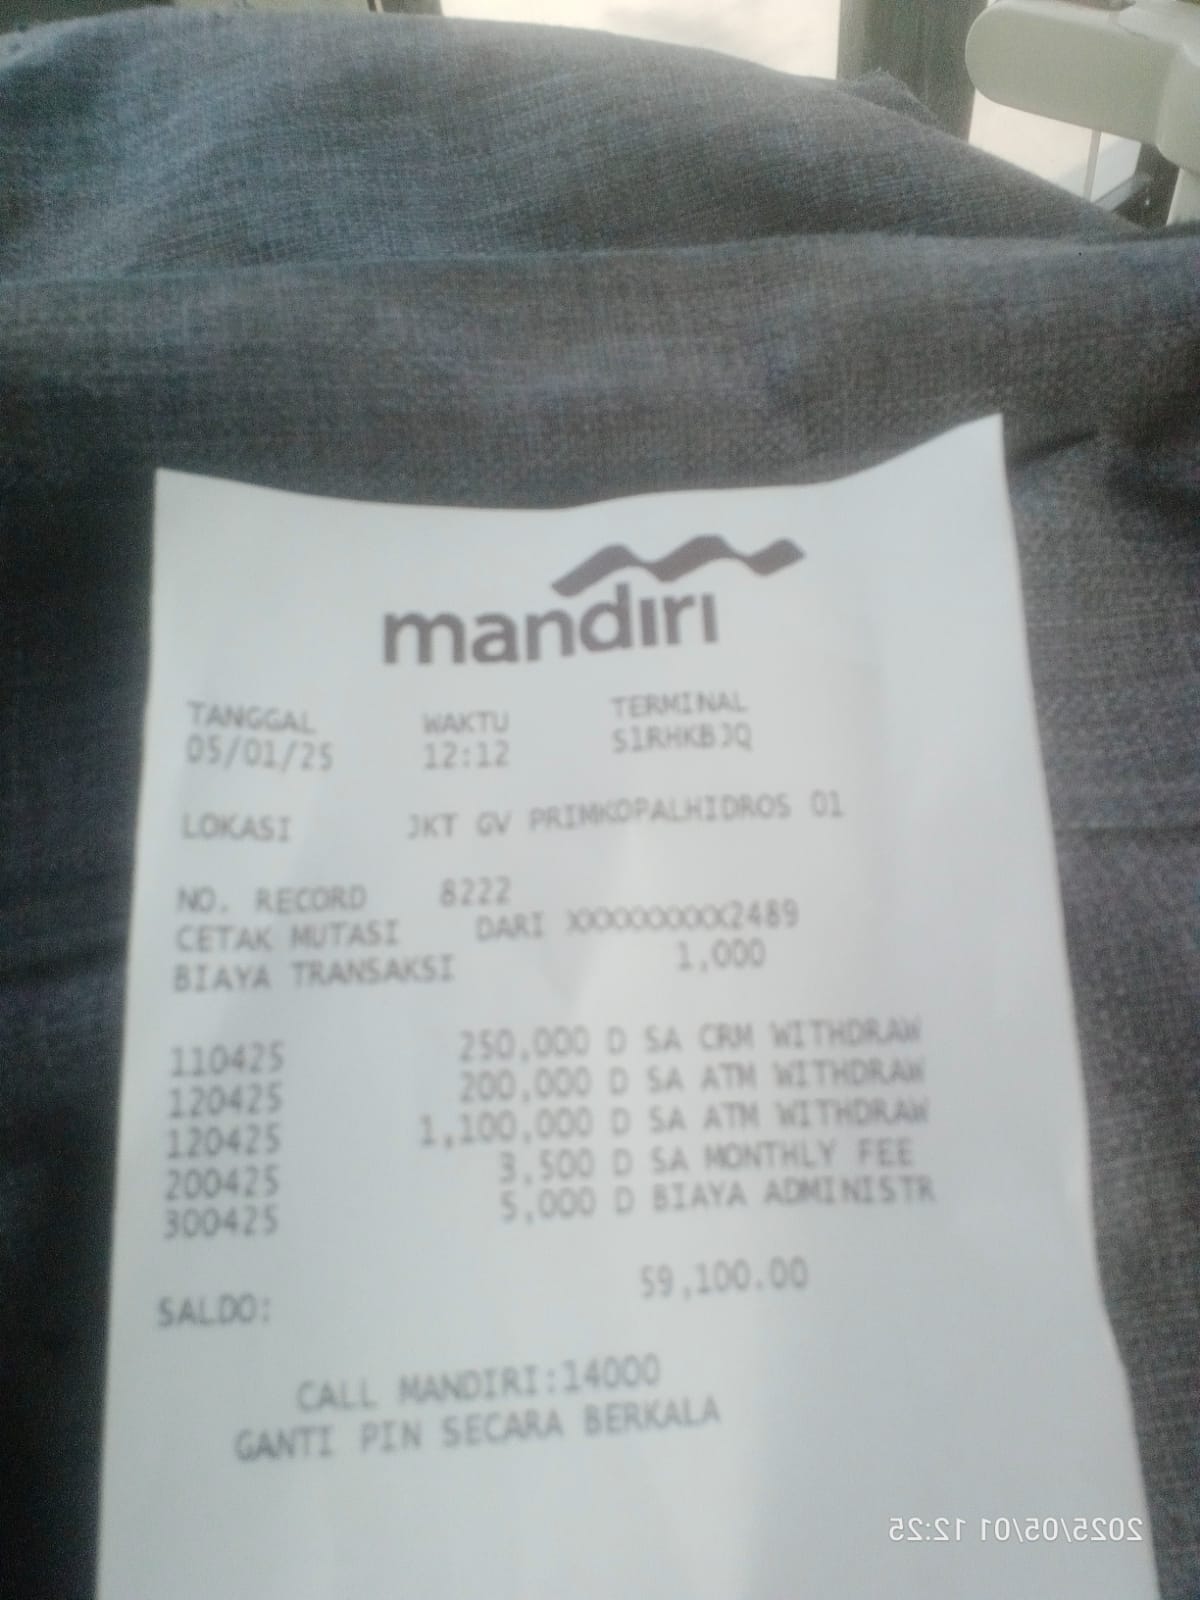 mandiri
TANGGAL WAKTU TERMINAL
05/01/25 12:12 S1RHKBJQ
LOKASI JKT GV PRIMKOPALHIDROS 01
NO. RECORD 8222
CETAK MUTASI DARI XXXXXXXXX2489
BIAYA TRANSAKSI 1,000
110425 250,000 D SA CRM WITHDRAW
120425 200,000 D SA ATM WITHDRAW
120425 1,100,000 D SA ATM WITHDRAW
200425 3,500 D SA MONTHLY FEE
300425 5,000 D BIAYA ADMINISTR
SALDO: 59,100.00
CALL MANDIRI:14000
GANTI PIN SECARA BERKALA
2025/05/01 12:25